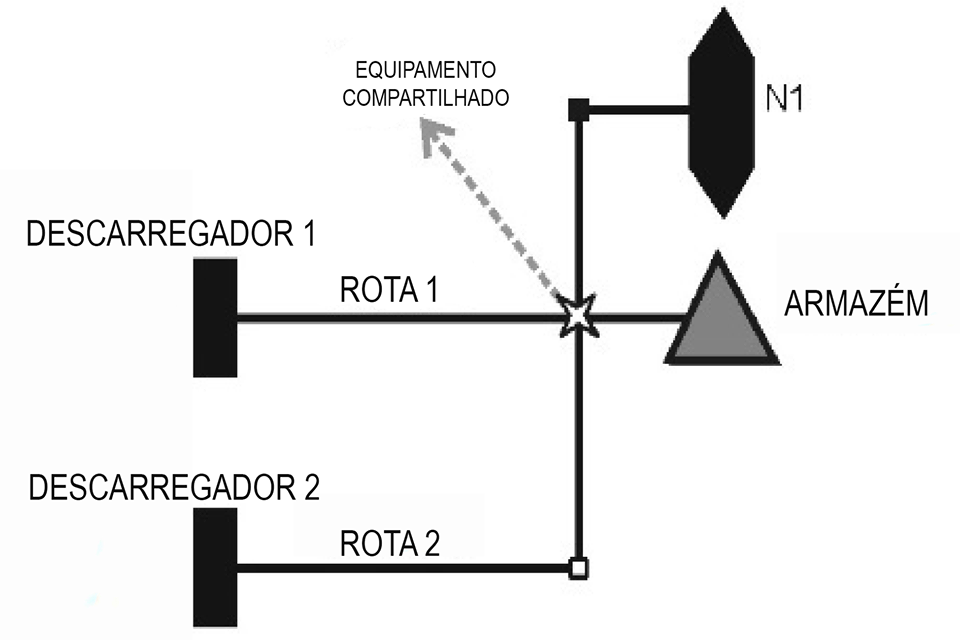 EQUIPAMENTO
COMPARTILHADO
N1
DESCARREGADOR 1
ROTA 1
ARMAZÉM
DESCARREGADOR 2
ROTA 2